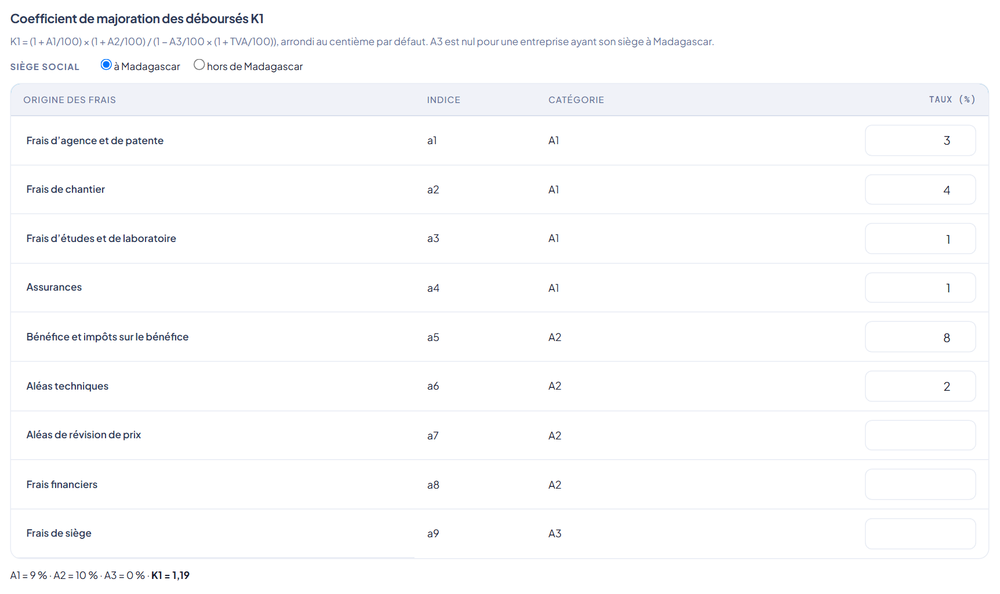 Coefficient de majoration des déboursés K1
K1 = (1 + A1/100) × (1 + A2/100) / (1 − A3/100 × (1 + TVA/100)), arrondi au centième par défaut. A3 est nul pour une entreprise ayant son siège à Madagascar.
SIÈGE SOCIAL à Madagascar hors de Madagascar
ORIGINE DES FRAIS INDICE CATÉGORIE TAUX (%)
Frais d’agence et de patente a1 A1 3
Frais de chantier a2 A1 4
Frais d’études et de laboratoire a3 A1 1
Assurances a4 A1 1
Bénéfice et impôts sur le bénéfice a5 A2 8
Aléas techniques a6 A2 2
Aléas de révision de prix a7 A2
Frais financiers a8 A2
Frais de siège a9 A3
A1 = 9 % · A2 = 10 % · A3 = 0 % · K1 = 1,19